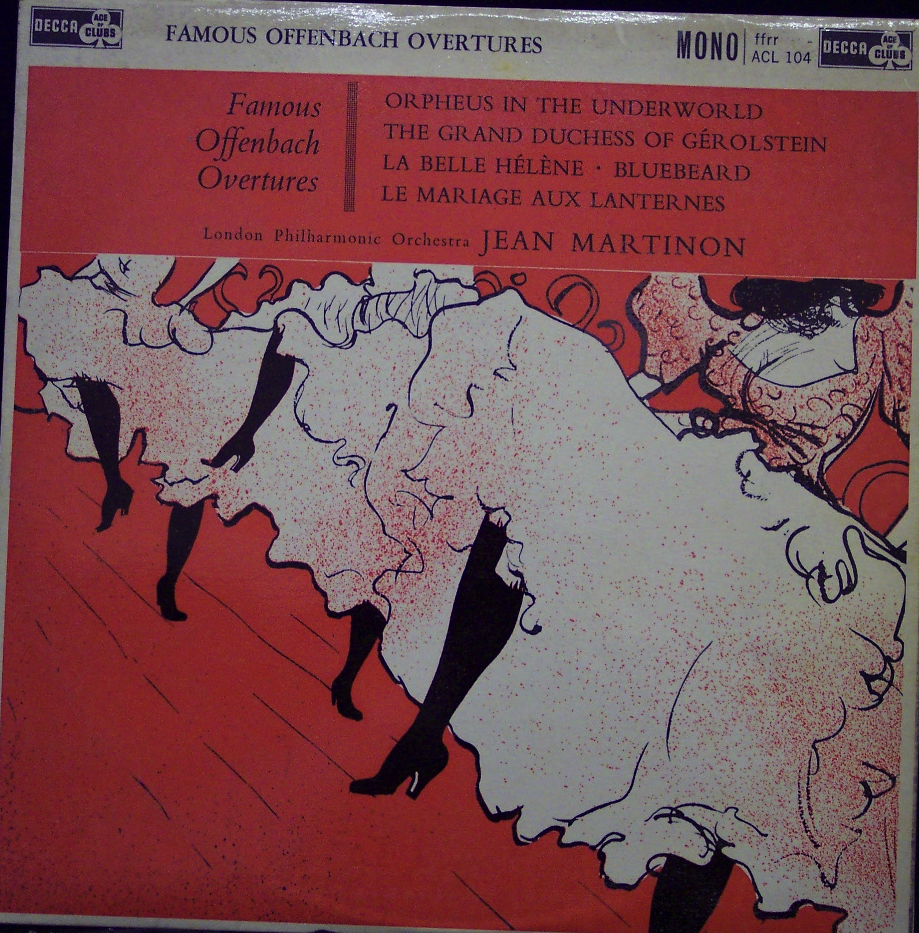 DECCA ACE OF CLUBS
FAMOUS OFFENBACH OVERTURES
MONO
ffrr
ACL 104
DECCA ACE OF CLUBS
Famous
Offenbach
Overtures
ORPHEUS IN THE UNDERWORLD
THE GRAND DUCHESS OF GÉROLSTEIN
LA BELLE HÉLÈNE · BLUEBEARD
LE MARIAGE AUX LANTERNES
London Philharmonic Orchestra JEAN MARTINON